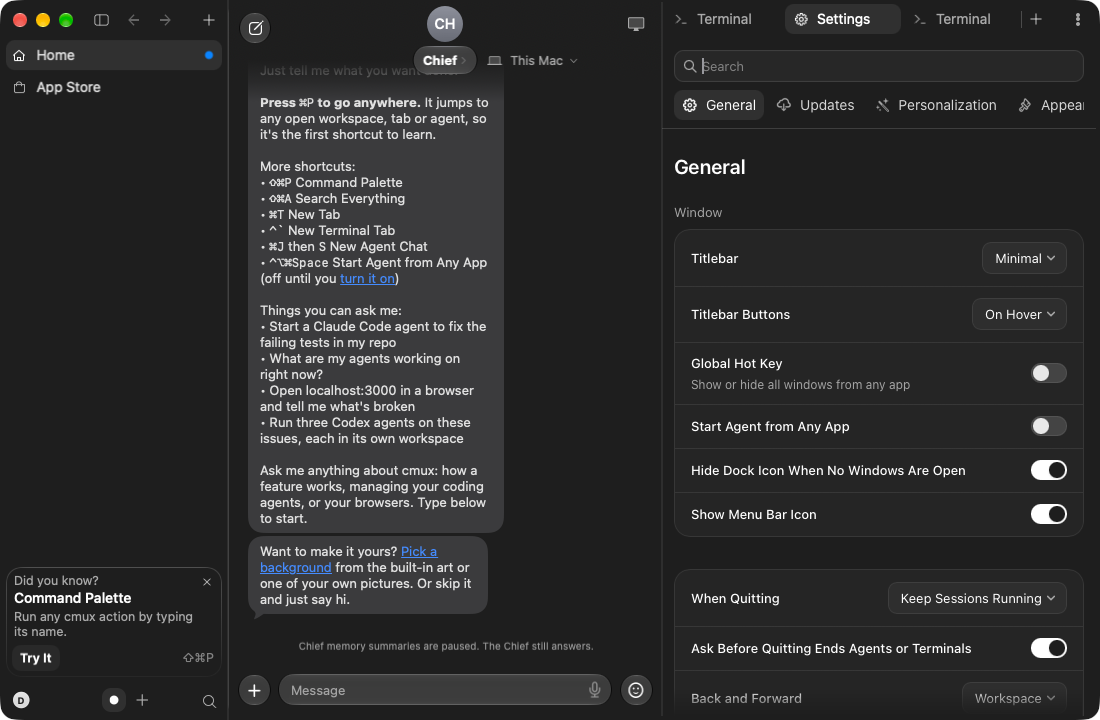 Home
App Store
Did you know?
Command Palette
Run any cmux action by typing
its name.
Try It
⇧⌘P
D
CH
Chief
This Mac
Just tell me what you want done.
Press ⌘P to go anywhere. It jumps to
any open workspace, tab or agent, so
it's the first shortcut to learn.
More shortcuts:
• ⇧⌘P Command Palette
• ⇧⌘A Search Everything
• ⌘T New Tab
• ^` New Terminal Tab
• ⌘J then S New Agent Chat
• ^⌥⌘Space Start Agent from Any App
(off until you turn it on)
Things you can ask me:
• Start a Claude Code agent to fix the
failing tests in my repo
• What are my agents working on
right now?
• Open localhost:3000 in a browser
and tell me what's broken
• Run three Codex agents on these
issues, each in its own workspace
Ask me anything about cmux: how a
feature works, managing your coding
agents, or your browsers. Type below
to start.
Want to make it yours? Pick a
background from the built-in art or
one of your own pictures. Or skip it
and just say hi.
Chief memory summaries are paused. The Chief still answers.
Message
Terminal
Settings
Terminal
Search
General
Updates
Personalization
Appear
General
Window
Titlebar
Minimal
Titlebar Buttons
On Hover
Global Hot Key
Show or hide all windows from any app
Start Agent from Any App
Hide Dock Icon When No Windows Are Open
Show Menu Bar Icon
When Quitting
Keep Sessions Running
Ask Before Quitting Ends Agents or Terminals
Back and Forward
Workspace